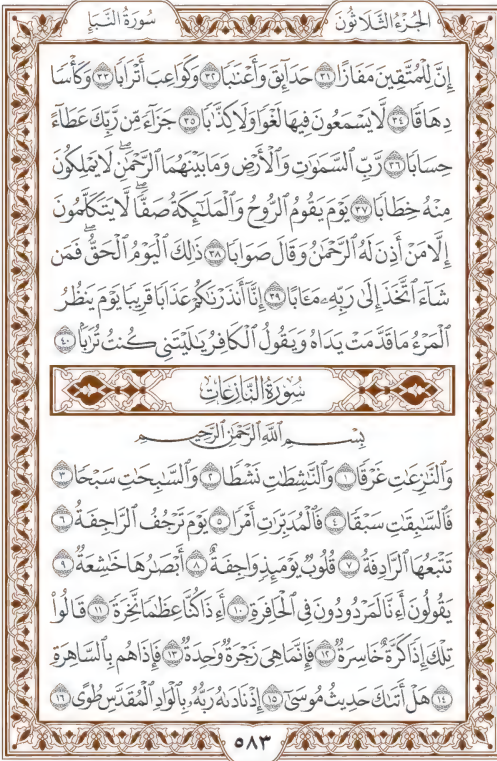 الجُزْءُ الثَّلَاثُونَ سُورَةُ النَّبَإِ
إِنَّ لِلْمُتَّقِينَ مَفَازًا ٣١ حَدَآئِقَ وَأَعْنَٰبًا ٣٢ وَكَوَاعِبَ أَتْرَابًا ٣٣ وَكَأْسًا
دِهَاقًا ٣٤ لَّا يَسْمَعُونَ فِيهَا لَغْوًا وَلَا كِذَّٰبًا ٣٥ جَزَآءً مِّن رَّبِّكَ عَطَآءً
حِسَابًا ٣٦ رَّبِّ ٱلسَّمَٰوَٰتِ وَٱلْأَرْضِ وَمَا بَيْنَهُمَا ٱلرَّحْمَٰنِ ۖ لَا يَمْلِكُونَ
مِنْهُ خِطَابًا ٣٧ يَوْمَ يَقُومُ ٱلرُّوحُ وَٱلْمَلَٰٓئِكَةُ صَفًّا ۖ لَّا يَتَكَلَّمُونَ
إِلَّا مَنْ أَذِنَ لَهُ ٱلرَّحْمَٰنُ وَقَالَ صَوَابًا ٣٨ ذَٰلِكَ ٱلْيَوْمُ ٱلْحَقُّ ۖ فَمَن
شَآءَ ٱتَّخَذَ إِلَىٰ رَبِّهِۦ مَـَٔابًا ٣٩ إِنَّآ أَنذَرْنَٰكُمْ عَذَابًا قَرِيبًا يَوْمَ يَنظُرُ
ٱلْمَرْءُ مَا قَدَّمَتْ يَدَاهُ وَيَقُولُ ٱلْكَافِرُ يَٰلَيْتَنِى كُنتُ تُرَٰبًۢا ٤٠
سُورَةُ النَّازِعَاتِ
بِسْمِ ٱللَّهِ ٱلرَّحْمَٰنِ ٱلرَّحِيمِ
وَٱلنَّٰزِعَٰتِ غَرْقًا ١ وَٱلنَّٰشِطَٰتِ نَشْطًا ٢ وَٱلسَّٰبِحَٰتِ سَبْحًا ٣
فَٱلسَّٰبِقَٰتِ سَبْقًا ٤ فَٱلْمُدَبِّرَٰتِ أَمْرًا ٥ يَوْمَ تَرْجُفُ ٱلرَّاجِفَةُ ٦
تَتْبَعُهَا ٱلرَّادِفَةُ ٧ قُلُوبٌ يَوْمَئِذٍ وَاجِفَةٌ ٨ أَبْصَٰرُهَا خَٰشِعَةٌ ٩
يَقُولُونَ أَءِنَّا لَمَرْدُودُونَ فِى ٱلْحَافِرَةِ ١٠ أَءِذَا كُنَّا عِظَٰمًا نَّخِرَةً ١١ قَالُوا۟
تِلْكَ إِذًا كَرَّةٌ خَاسِرَةٌ ١٢ فَإِنَّمَا هِىَ زَجْرَةٌ وَٰحِدَةٌ ١٣ فَإِذَا هُم بِٱلسَّاهِرَةِ
١٤ هَلْ أَتَىٰكَ حَدِيثُ مُوسَىٰٓ ١٥ إِذْ نَادَىٰهُ رَبُّهُۥ بِٱلْوَادِ ٱلْمُقَدَّسِ طُوًى ١٦
٥٨٣